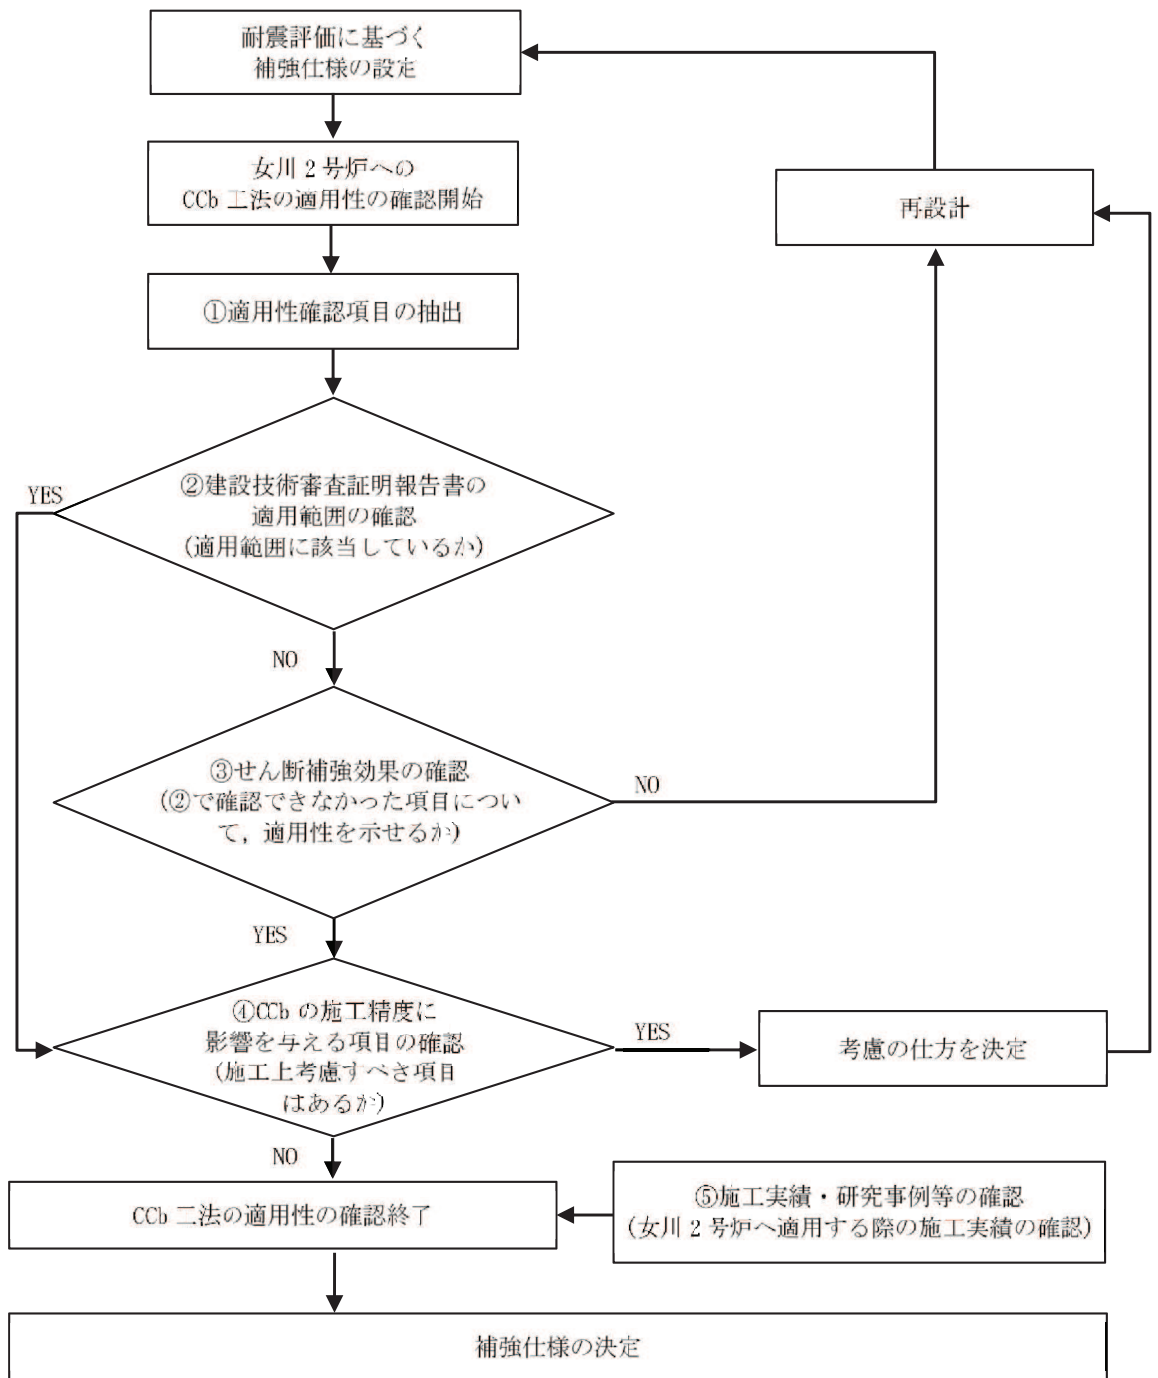 耐震評価に基づく
補強仕様の設定
女川２号炉への
CCb 工法の適用性の確認開始
再設計
①適用性確認項目の抽出
②建設技術審査証明報告書の
適用範囲の確認
(適用範囲に該当しているか)
YES
NO
③せん断補強効果の確認
(②で確認できなかった項目につい
て，適用性を示せるか)
NO
YES
④CCb の施工精度に
影響を与える項目の確認
(施工上考慮すべき項目
はあるか)
YES
考慮の仕方を決定
NO
CCb 工法の適用性の確認終了
⑤施工実績・研究事例等の確認
(女川２号炉へ適用する際の施工実績の確認)
補強仕様の決定